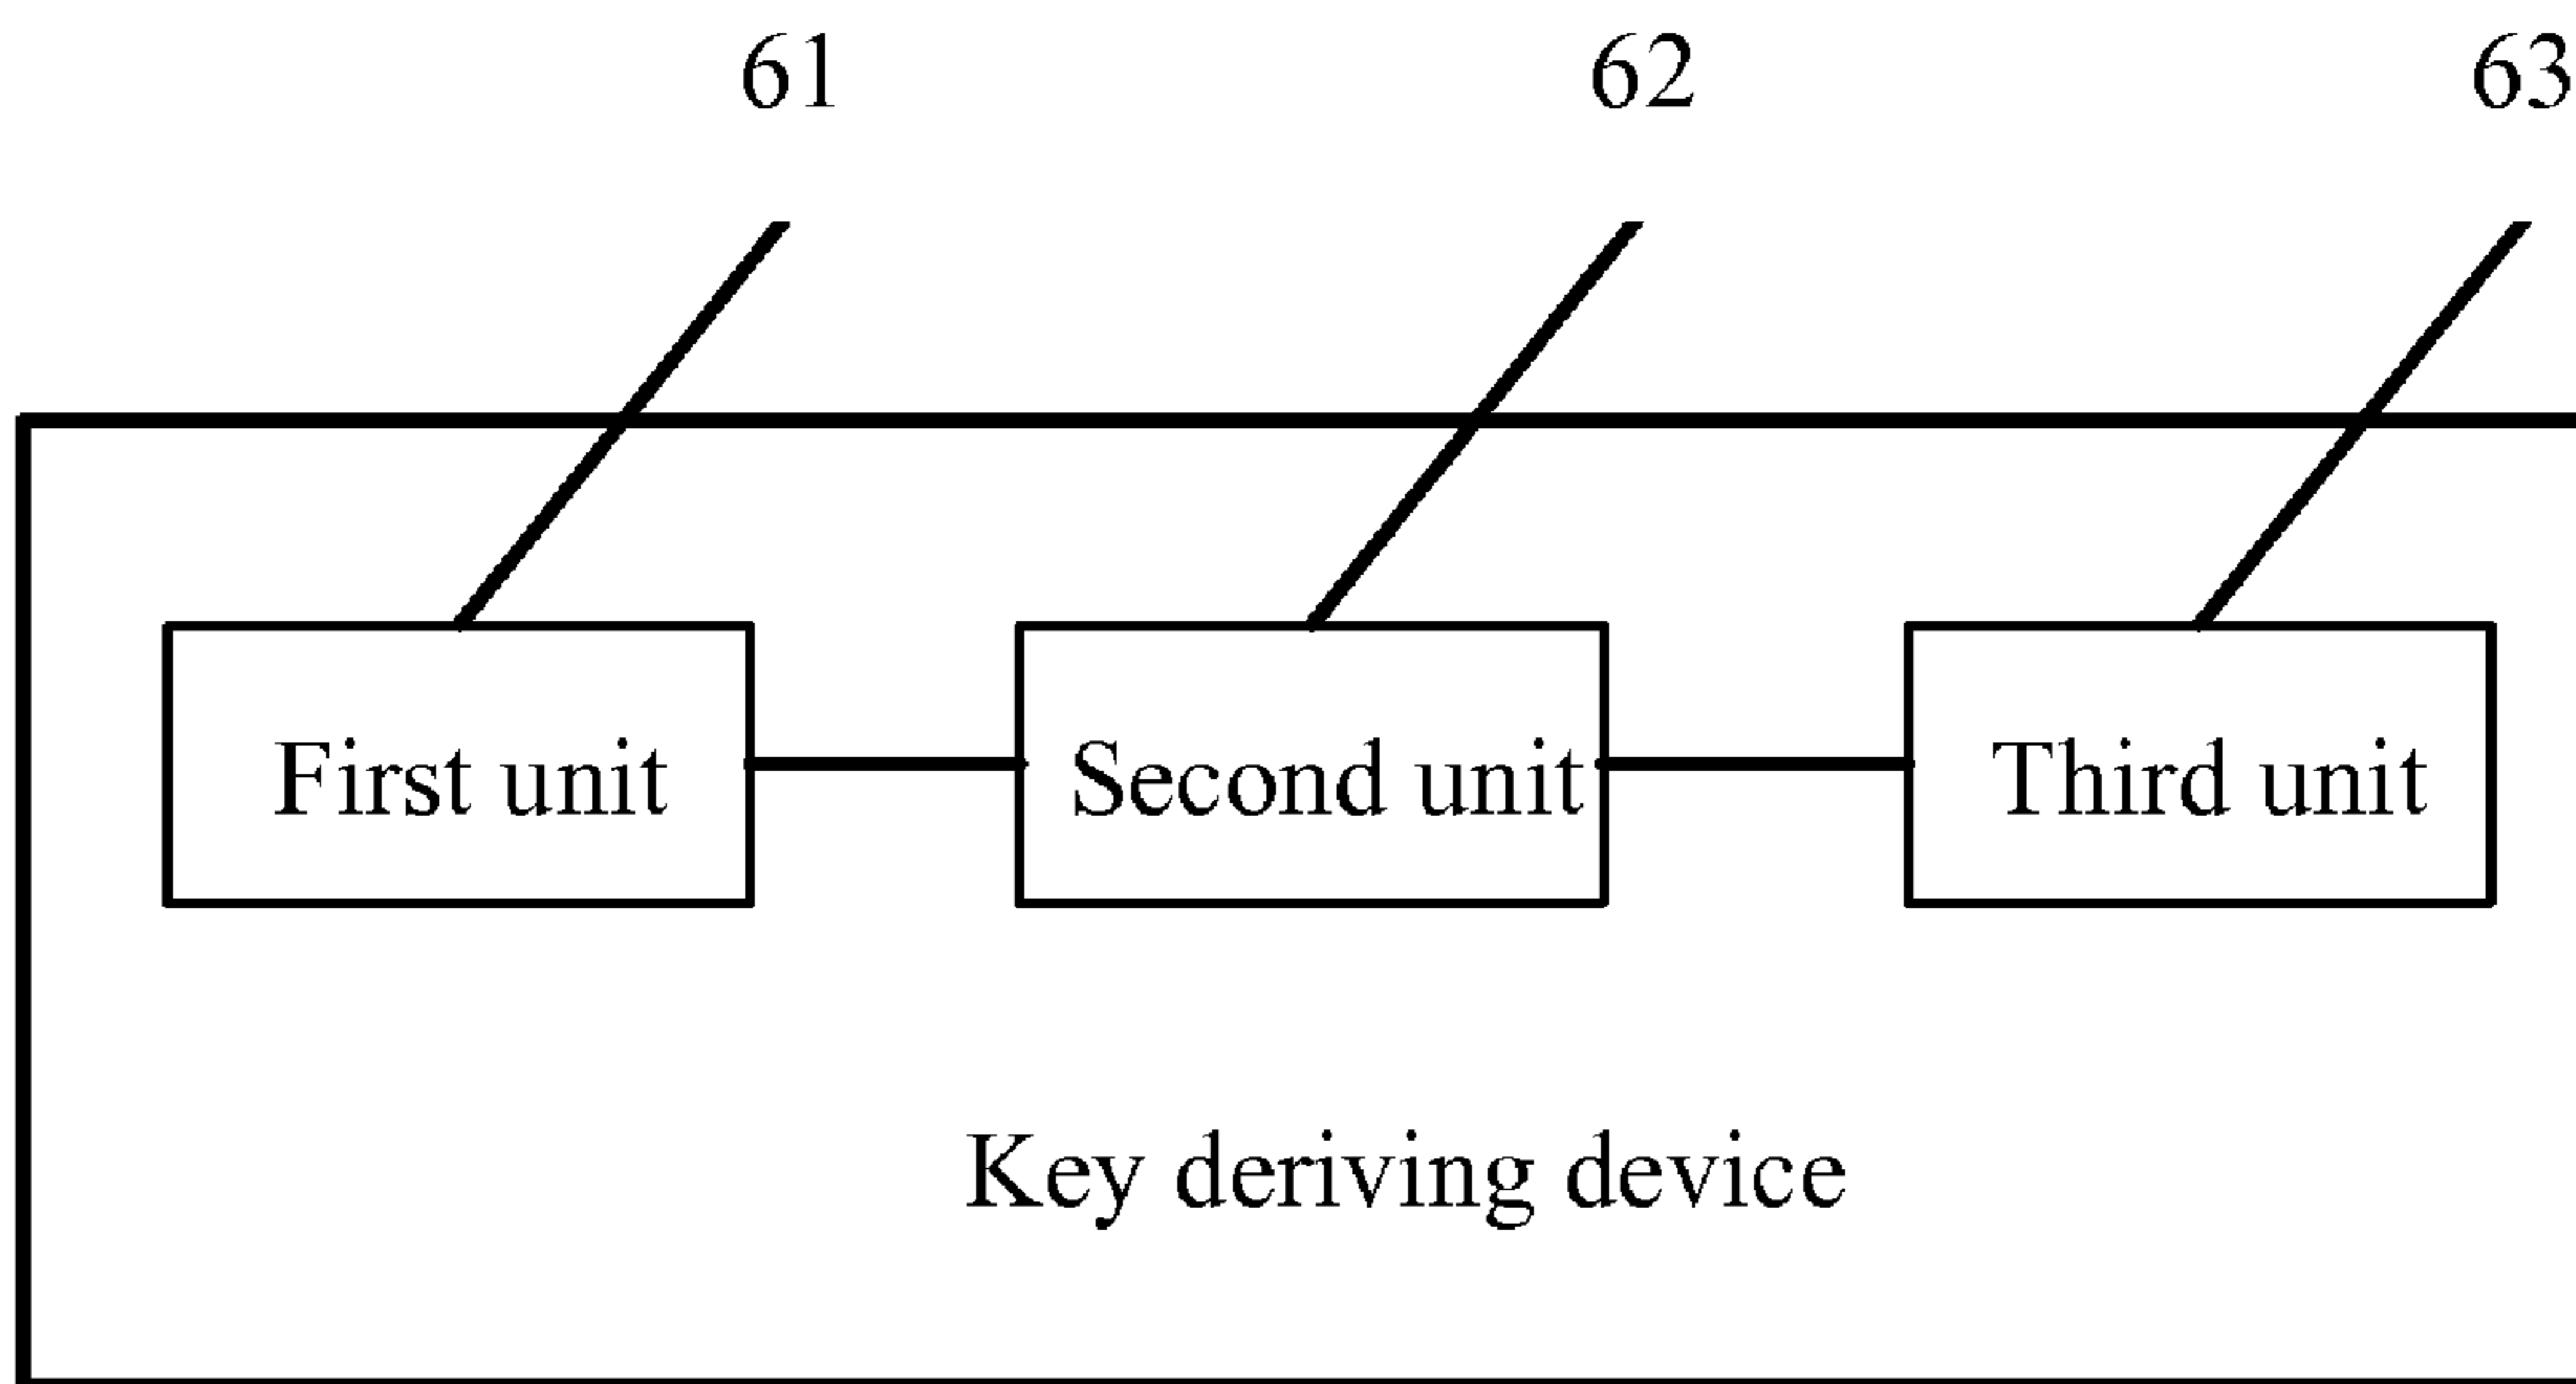 61 62 63
First unit Second unit Third unit
Key deriving device